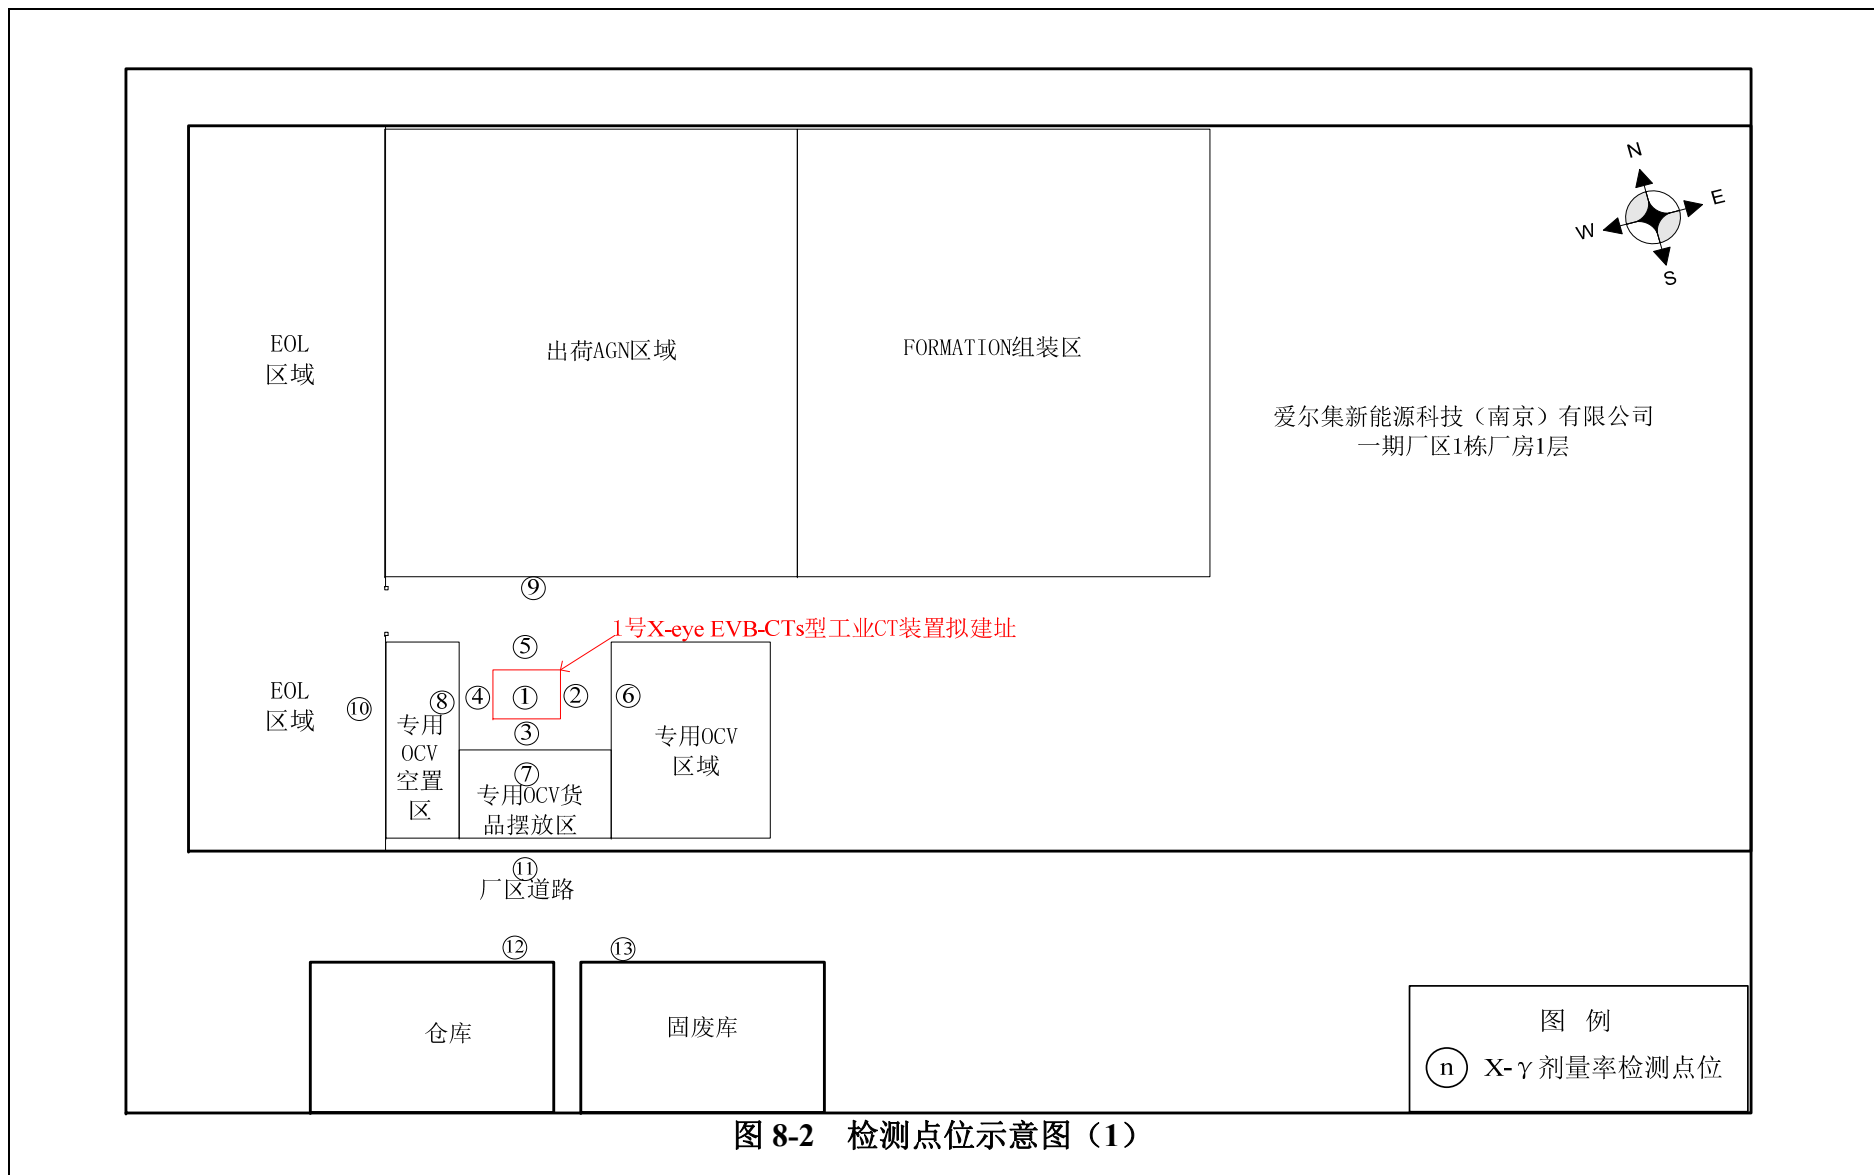 N
E
W
S
EOL
区域
出荷AGN区域
FORMATION组装区
爱尔集新能源科技（南京）有限公司
一期厂区1栋厂房1层
⑨
1号X-eye EVB-CTs型工业CT装置拟建址
⑤
EOL
区域
⑩
⑧
④
①
②
⑥
③
专用
OCV
空置
区
专用OCV
区域
⑦
专用OCV货
品摆放区
⑪
厂区道路
⑫
⑬
仓库
固废库
图 例
n X-γ剂量率检测点位
图 8-2 检测点位示意图（1）